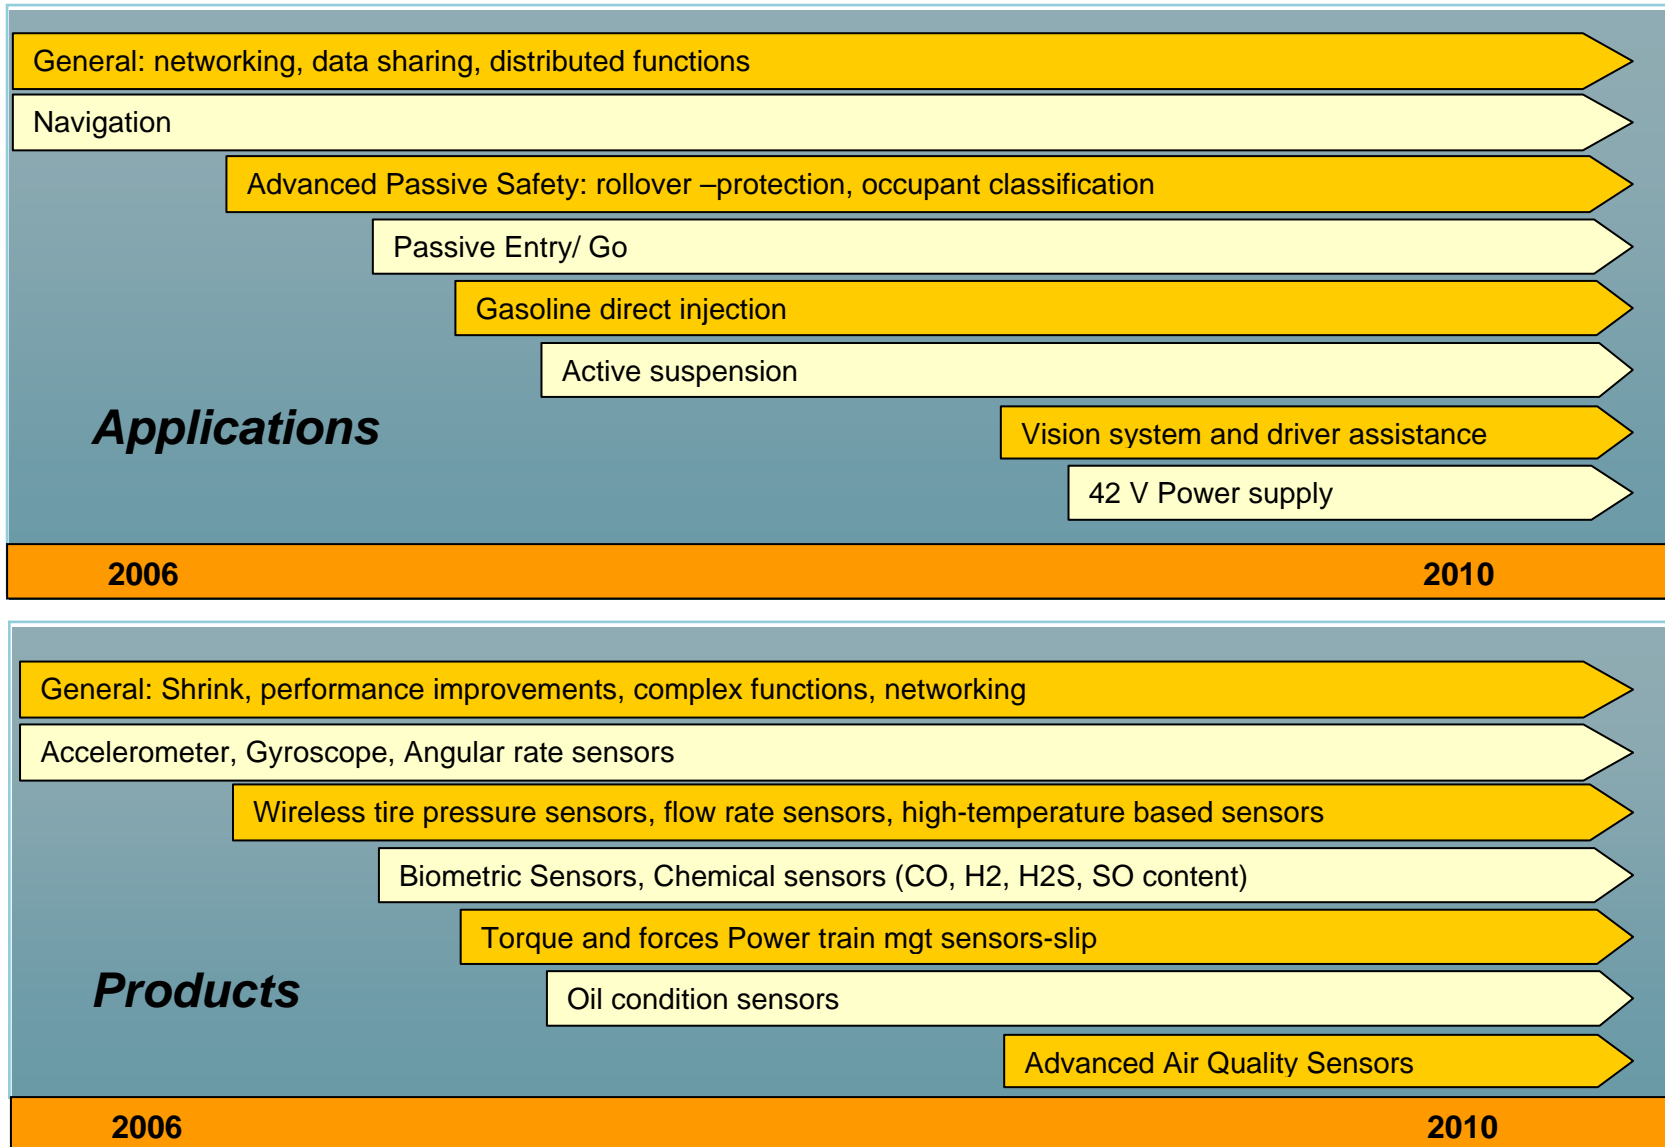 General: networking, data sharing, distributed functions
Navigation
Advanced Passive Safety: rollover –protection, occupant classification
Passive Entry/ Go
Gasoline direct injection
Active suspension
Applications
Vision system and driver assistance
42 V Power supply
2006 2010
General: Shrink, performance improvements, complex functions, networking
Accelerometer, Gyroscope, Angular rate sensors
Wireless tire pressure sensors, flow rate sensors, high-temperature based sensors
Biometric Sensors, Chemical sensors (CO, H2, H2S, SO content)
Torque and forces Power train mgt sensors-slip
Products
Oil condition sensors
Advanced Air Quality Sensors
2006 2010